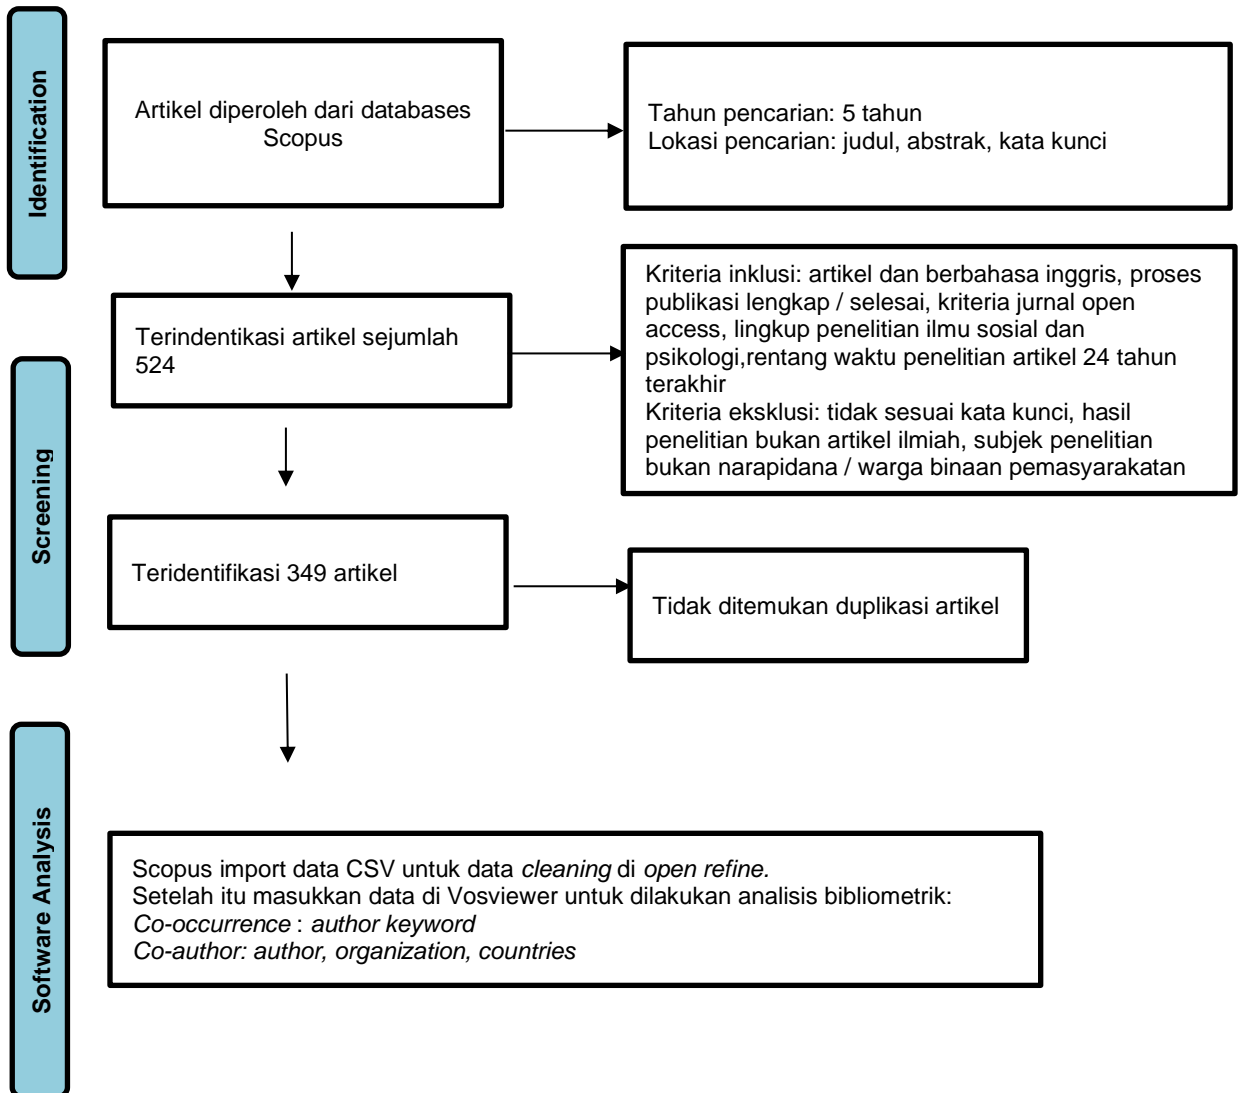 Identification
Artikel diperoleh dari databases
Scopus
Tahun pencarian: 5 tahun
Lokasi pencarian: judul, abstrak, kata kunci
Terindentikasi artikel sejumlah
524
Kriteria inklusi: artikel dan berbahasa inggris, proses
publikasi lengkap / selesai, kriteria jurnal open
access, lingkup penelitian ilmu sosial dan
psikologi,rentang waktu penelitian artikel 24 tahun
terakhir
Kriteria eksklusi: tidak sesuai kata kunci, hasil
penelitian bukan artikel ilmiah, subjek penelitian
bukan narapidana / warga binaan pemasyarakatan
Screening
Teridentifikasi 349 artikel
Tidak ditemukan duplikasi artikel
Software Analysis
Scopus import data CSV untuk data cleaning di open refine.
Setelah itu masukkan data di Vosviewer untuk dilakukan analisis bibliometrik:
Co-occurrence : author keyword
Co-author: author, organization, countries